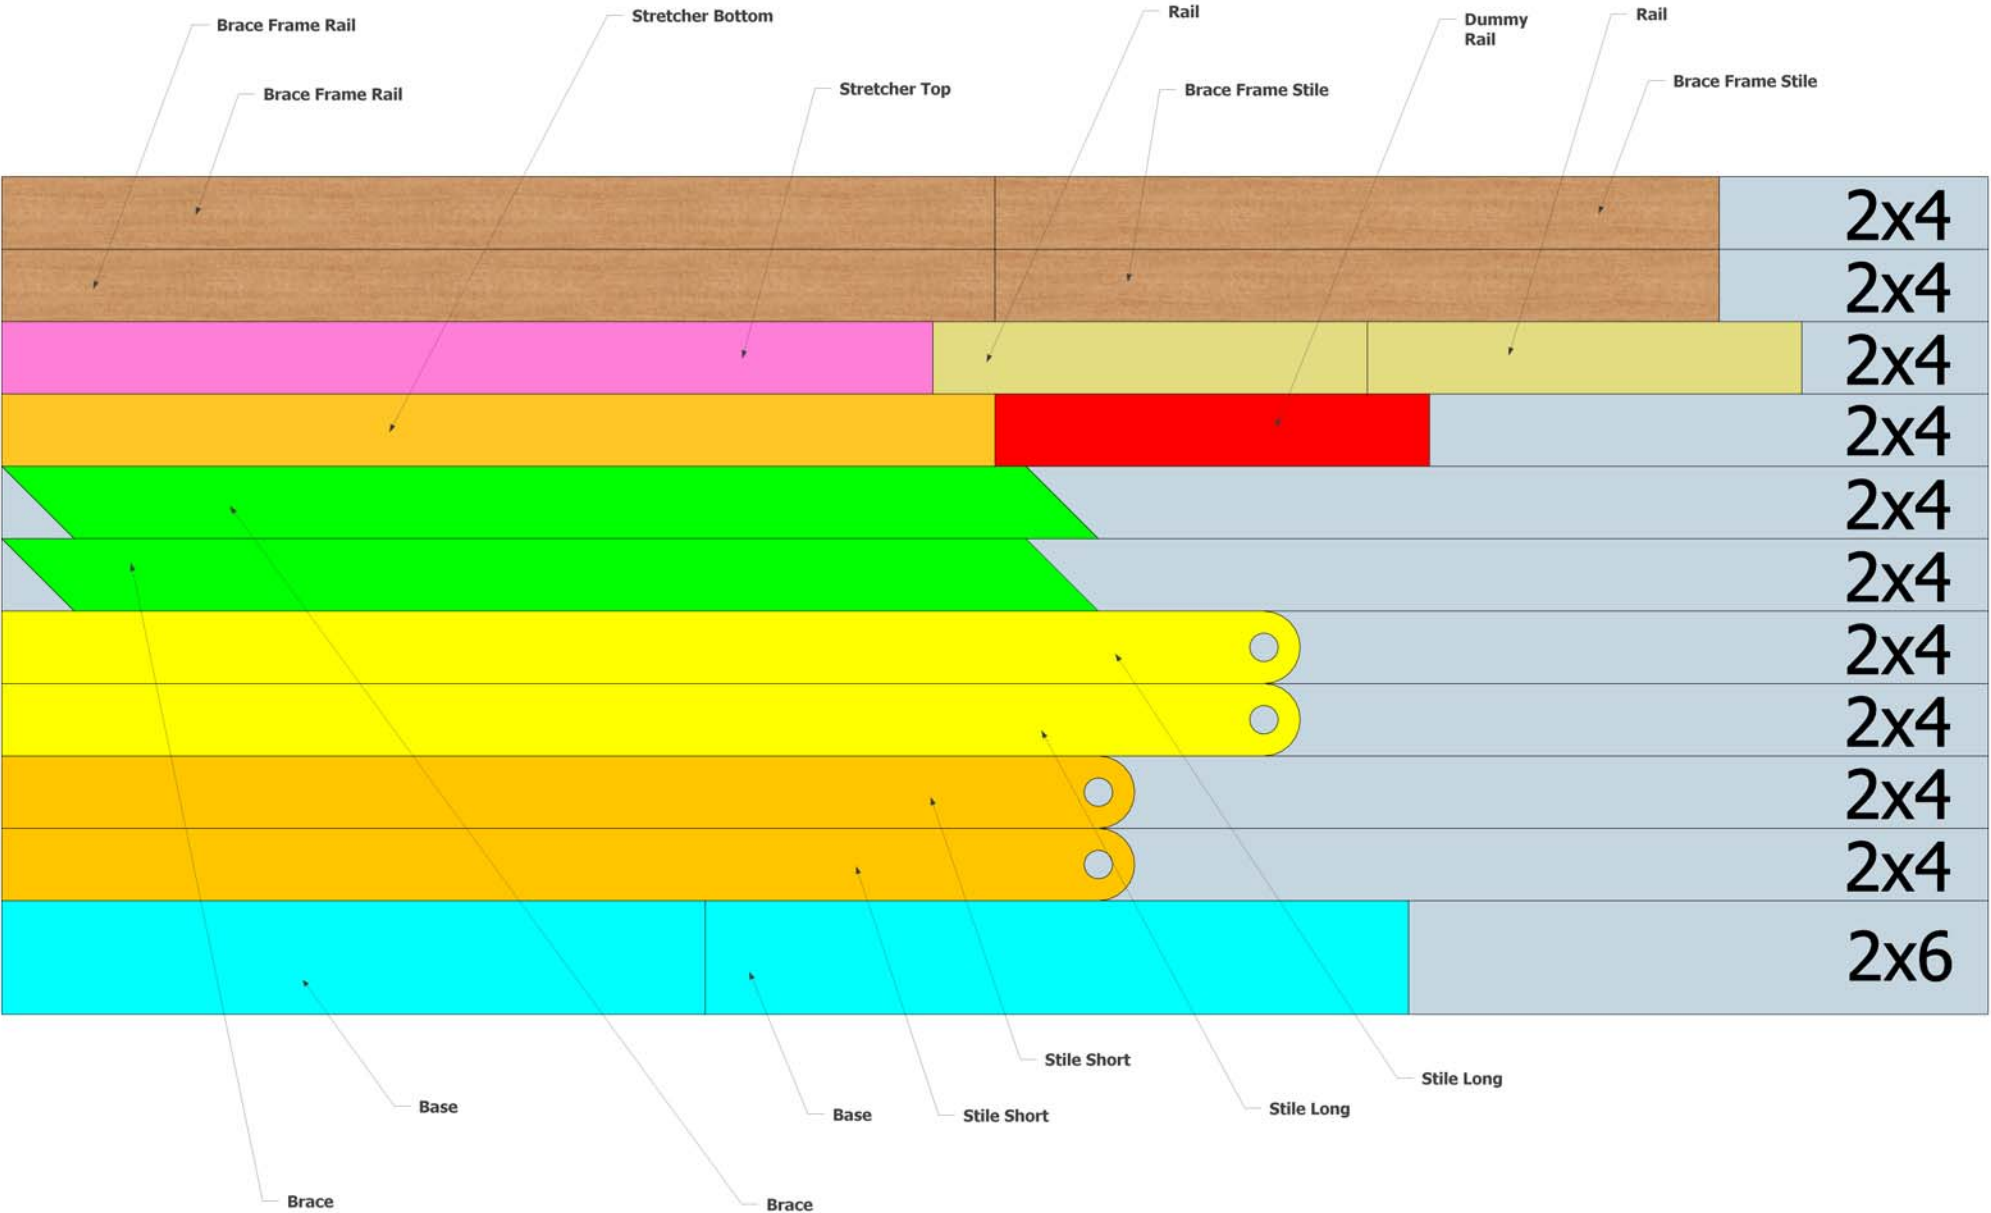 Brace Frame Rail
Stretcher Bottom
Rail
Dummy
Rail
Rail
Brace Frame Rail
Stretcher Top
Brace Frame Stile
Brace Frame Stile
2x4
2x4
2x4
2x4
2x4
2x4
2x4
2x4
2x4
2x4
2x6
Stile Short
Stile Long
Base
Base
Stile Short
Stile Long
Brace
Brace